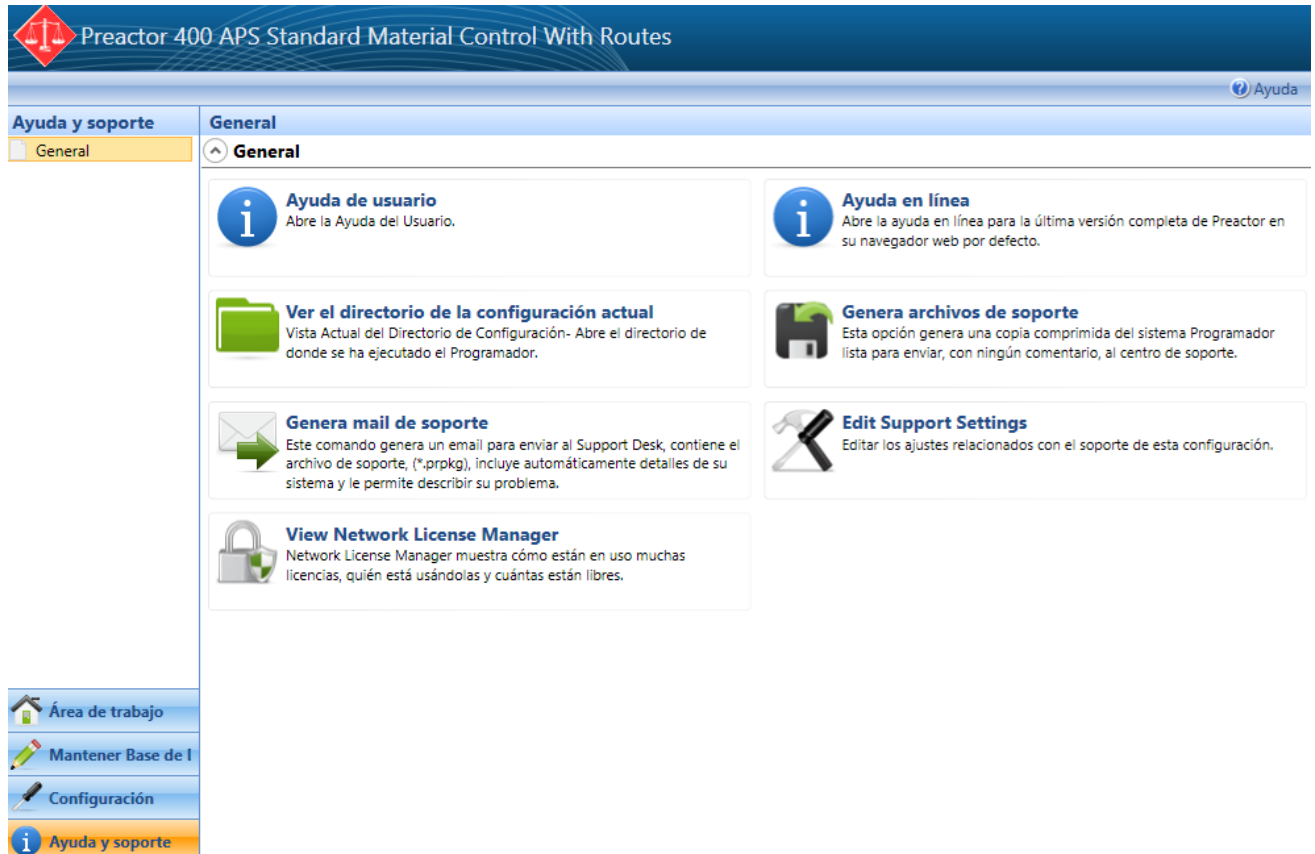 Preactor 400 APS Standard Material Control With Routes
Ayuda
Ayuda y soporte
General
General
General
Ayuda de usuario
Abre la Ayuda del Usuario.
Ayuda en línea
Abre la ayuda en línea para la última versión completa de Preactor en
su navegador web por defecto.
Ver el directorio de la configuración actual
Vista Actual del Directorio de Configuración- Abre el directorio de
donde se ha ejecutado el Programador.
Genera archivos de soporte
Esta opción genera una copia comprimida del sistema Programador
lista para enviar, con ningún comentario, al centro de soporte.
Genera mail de soporte
Este comando genera un email para enviar al Support Desk, contiene el
archivo de soporte, (*.prpkg), incluye automáticamente detalles de su
sistema y le permite describir su problema.
Edit Support Settings
Editar los ajustes relacionados con el soporte de esta configuración.
View Network License Manager
Network License Manager muestra cómo están en uso muchas
licencias, quién está usándolas y cuántas están libres.
Área de trabajo
Mantener Base de
Configuración
Ayuda y soporte